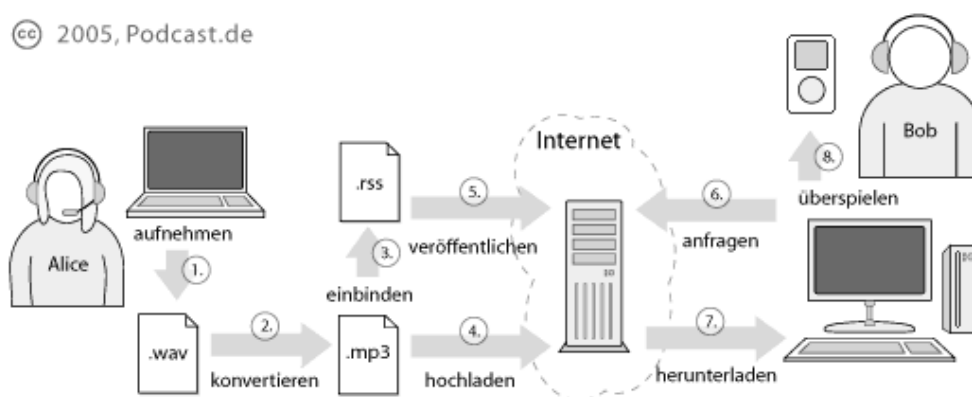 cc 2005, Podcast.de
Internet
Bob
8.
.rss
5.
6.
überspielen
aufnehmen
veröffentlichen
anfragen
Alice
1.
3.
einbinden
2.
4.
7.
.wav
.mp3
konvertieren
hochladen
herunterladen